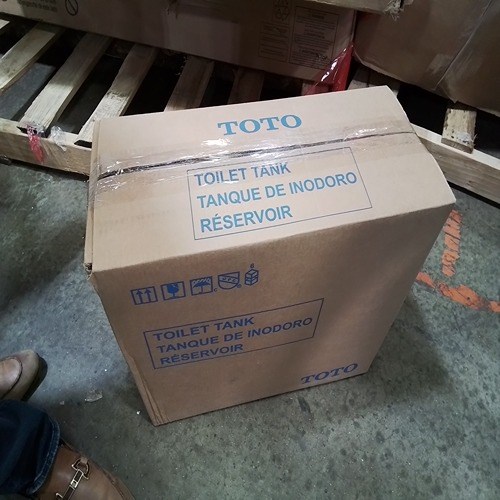 TOTO
TOILET TANK
TANQUE DE INODORO
RÉSERVOIR
TOILET TANK
TANQUE DE INODORO
RÉSERVOIR
TOTO